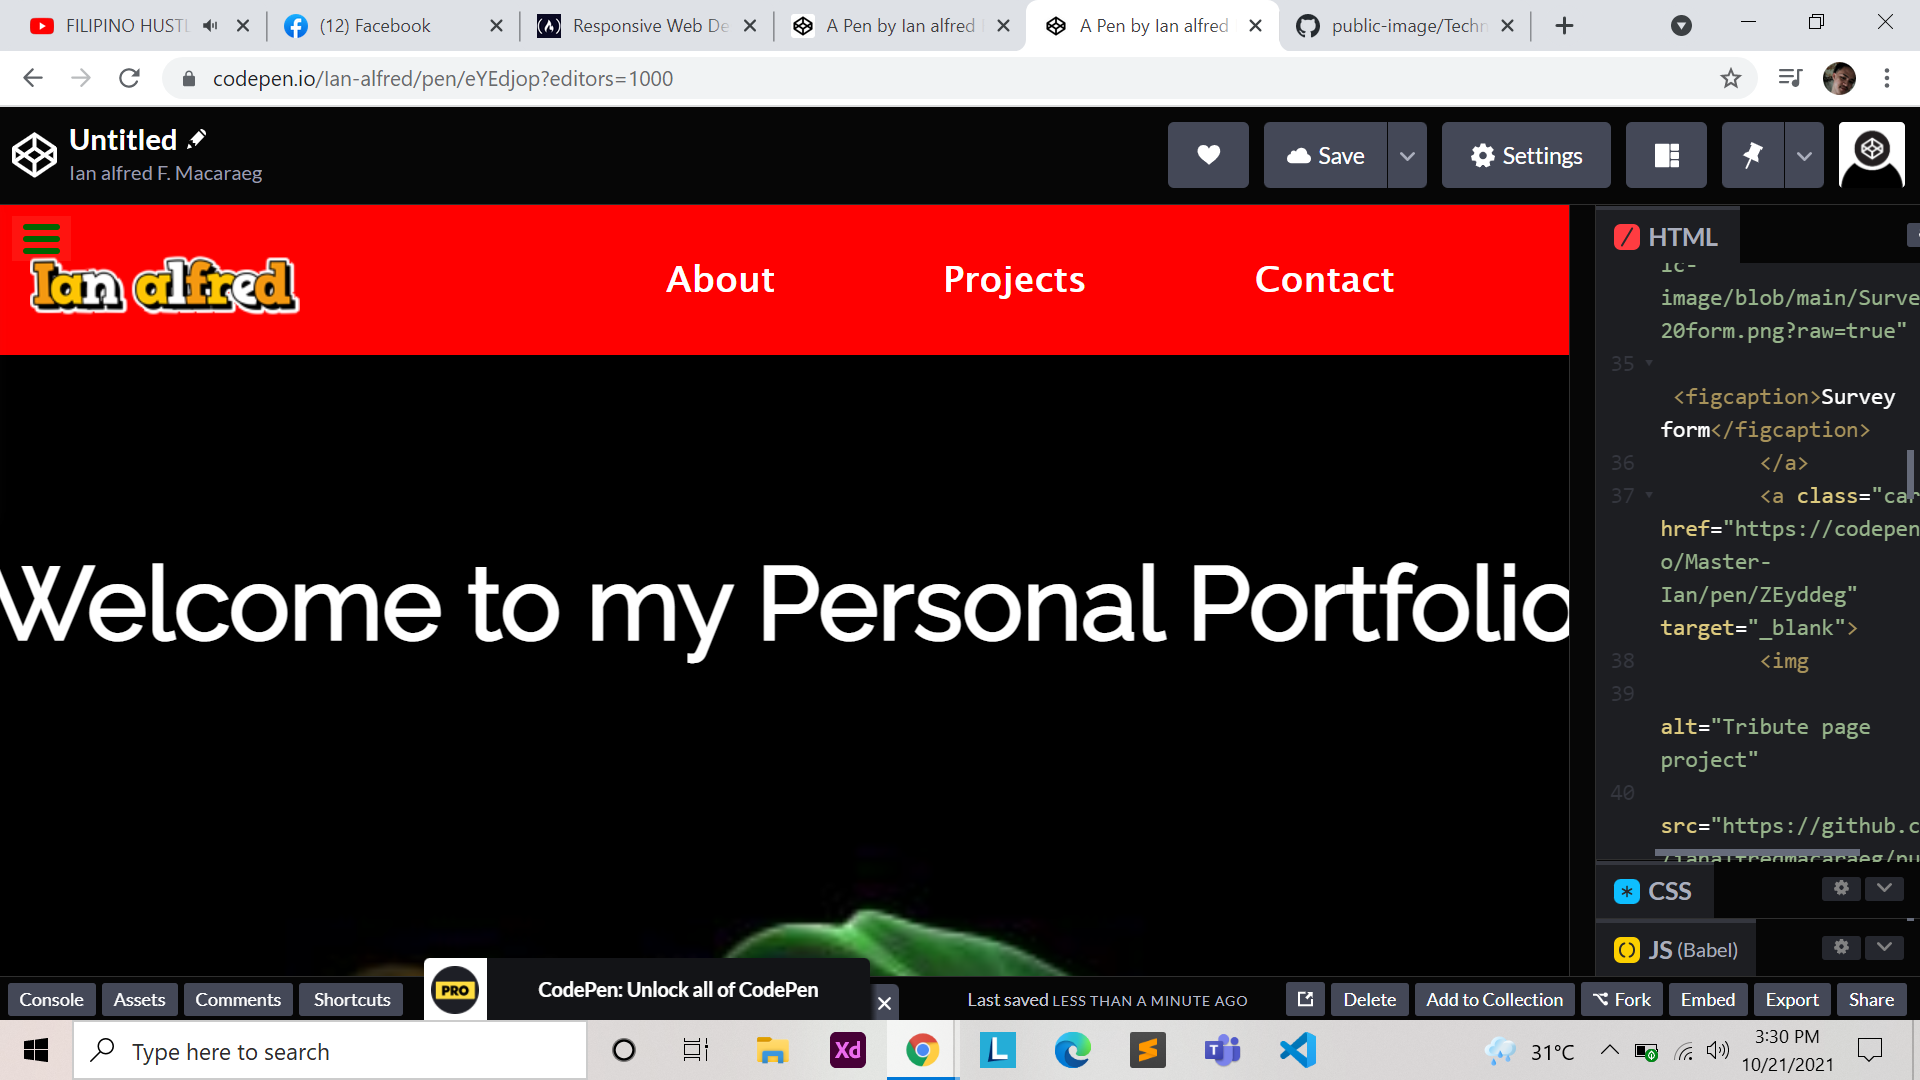 FILIPINO HUSTL
(12) Facebook
Responsive Web De
A Pen by Ian alfred
A Pen by Ian alfred
public-image/Techn
codepen.io/Ian-alfred/pen/eYEdjop?editors=1000
Untitled
Ian alfred F. Macaraeg
Save
Settings
Ian alfred
About
Projects
Contact
Welcome to my Personal Portfolio
HTML
ic-
image/blob/main/Surve
20form.png?raw=true"
35
<figcaption>Survey
form</figcaption>
36 </a>
37 <a class="car
href="https://codepen
o/Master-
Ian/pen/ZEyddeg"
target="_blank">
38 <img
39
alt="Tribute page
project"
40
src="https://github.c
/ianalfredmacaraeg/pu
CSS
JS (Babel)
PRO
CodePen: Unlock all of CodePen
Console
Assets
Comments
Shortcuts
Last saved LESS THAN A MINUTE AGO
Delete
Add to Collection
Fork
Embed
Export
Share
Type here to search
Xd
L
31°C
3:30 PM
10/21/2021